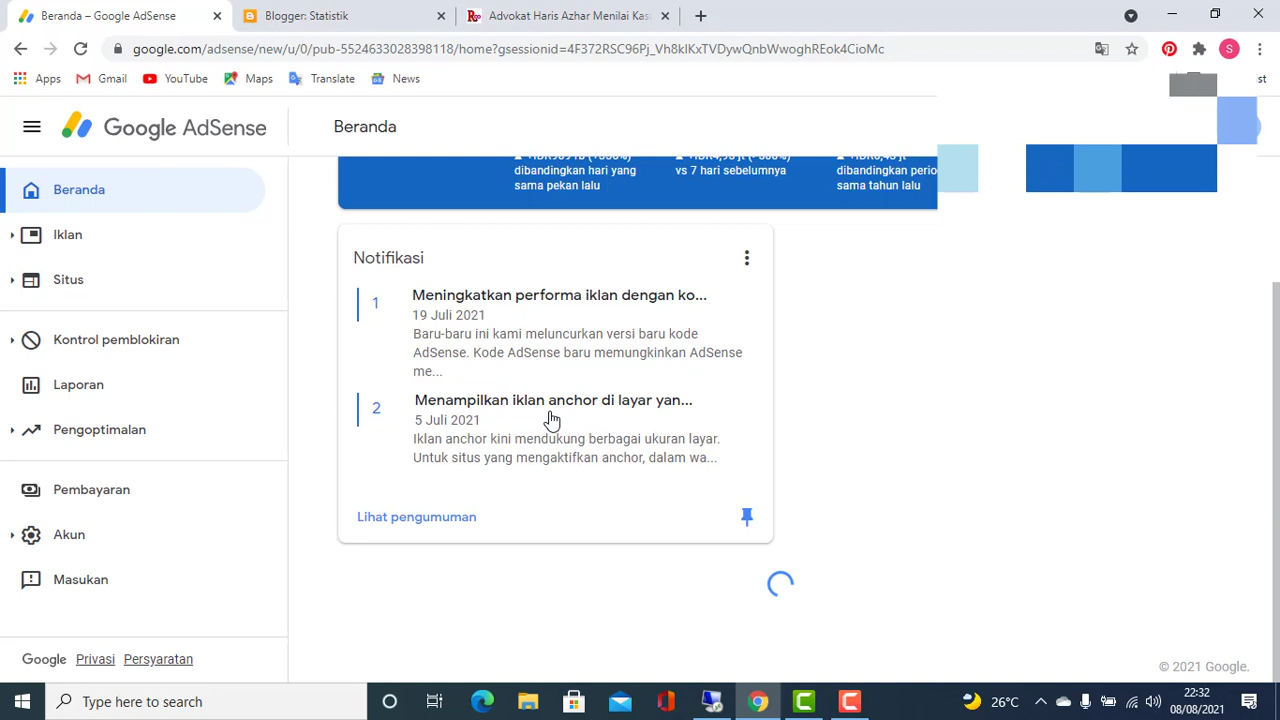 Beranda – Google AdSense
Blogger: Statistik
Advokat Haris Azhar Menilai Kas
google.com/adsense/new/u/0/pub-5524633028398118/home?gsessionid=4F372RSC96Pj_Vh8kIKxTVDywQnbWwoghREok4CioMc
Apps
Gmail
YouTube
Maps
Translate
News
Google AdSense
Beranda
dibandingkan hari yang
sama pekan lalu
vs 7 hari sebelumnya
dibandingkan perio
sama tahun lalu
Beranda
Iklan
Situs
Kontrol pemblokiran
Laporan
Pengoptimalan
Pembayaran
Akun
Masukan
Google Privasi Persyaratan
Notifikasi
1
Meningkatkan performa iklan dengan ko...
19 Juli 2021
Baru-baru ini kami meluncurkan versi baru kode
AdSense. Kode AdSense baru memungkinkan AdSense
me...
2
Menampilkan iklan anchor di layar yan...
5 Juli 2021
Iklan anchor kini mendukung berbagai ukuran layar.
Untuk situs yang mengaktifkan anchor, dalam wa...
Lihat pengumuman
© 2021 Google.
Type here to search
26°C
22:32
08/08/2021